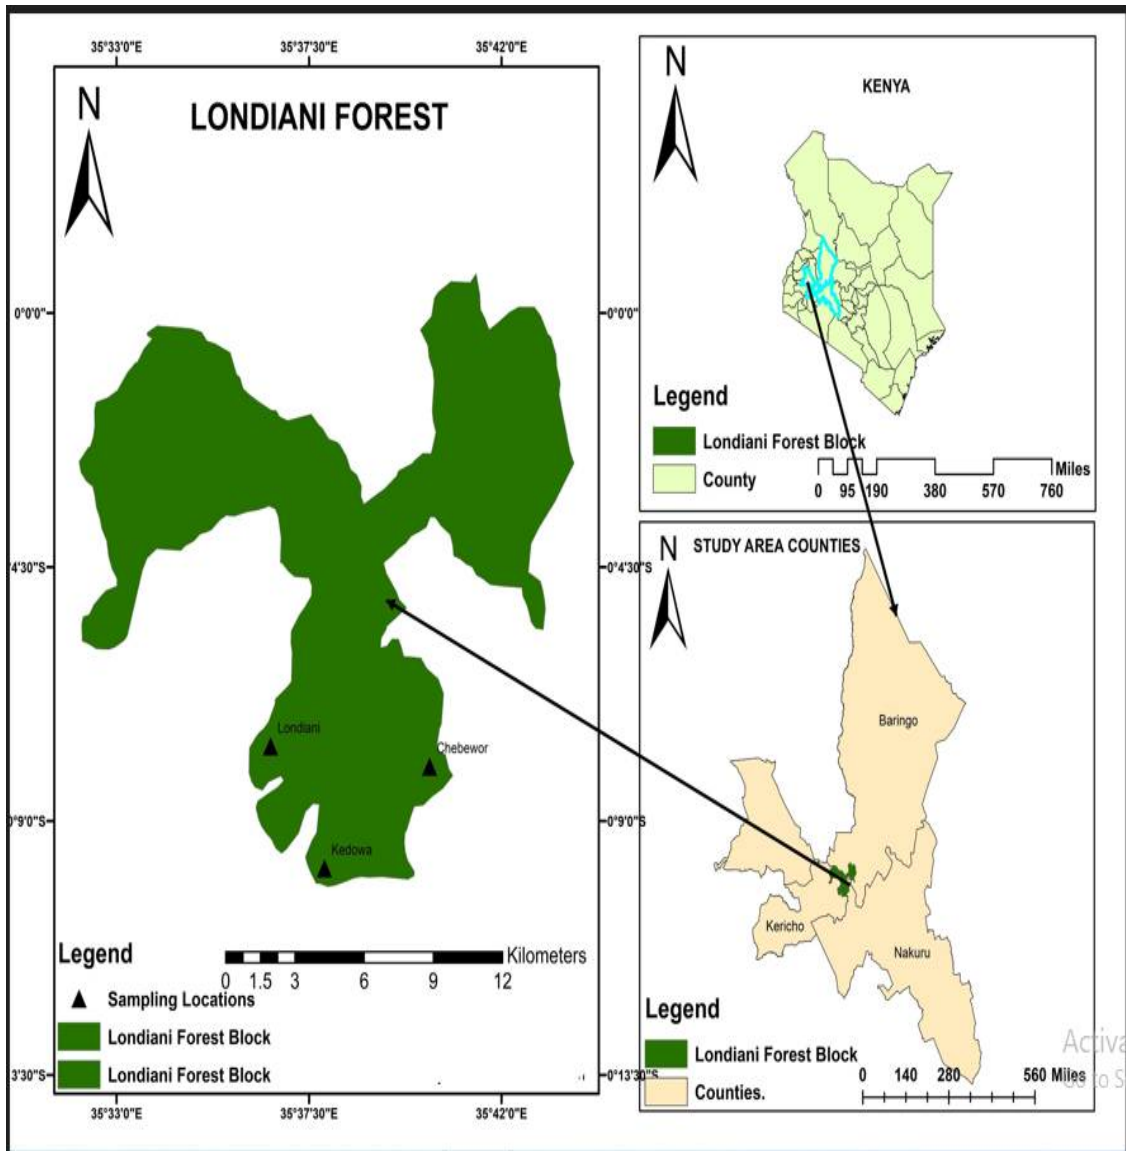 35°33'0"E 35°37'30"E 35°42'0"E
N
LONDIANI FOREST
0°0'0"
0°0'0"
°4'30"S
0°4'30"S
Londiani
Chebewor
)°9'0"S
0°9'0"S
Kedowa
Legend
Kilometers
0 1.5 3 6 9 12
Sampling Locations
Londiani Forest Block
Londiani Forest Block
3'30"S
0°13'30"S
35°33'0"E 35°37'30"E 35°42'0"E
N
KENYA
Legend
Londiani Forest Block
County
Miles
0 95 190 380 570 760
N
STUDY AREA COUNTIES
Baringo
Kericho
Nakuru
Legend
Londiani Forest Block
Counties.
0 140 280 560 Miles
Activa
to S